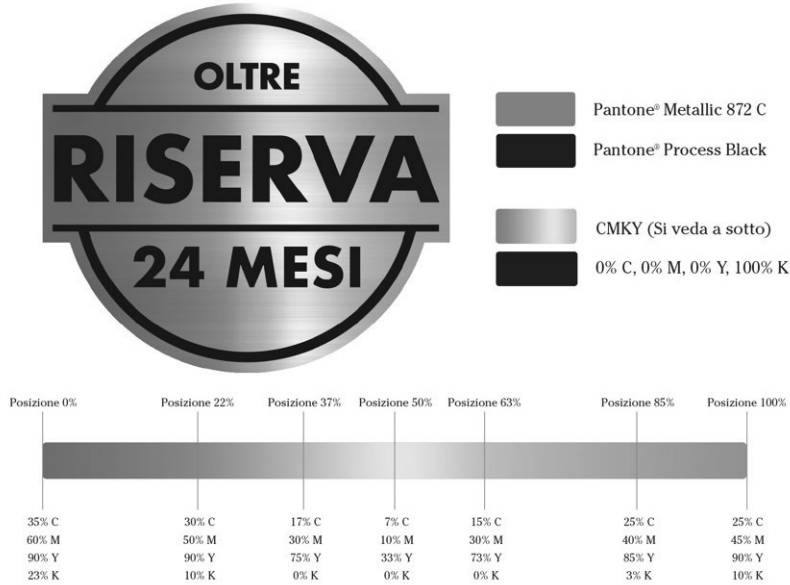 OLTRE
RISERVA
24 MESI
Pantone® Metallic 872 C
Pantone® Process Black
CMKY (Si veda a sotto)
0% C, 0% M, 0% Y, 100% K
Posizione 0% Posizione 22% Posizione 37% Posizione 50% Posizione 63% Posizione 85% Posizione 100%
35% C 30% C 17% C 7% C 15% C 25% C 25% C
60% M 50% M 30% M 10% M 30% M 40% M 45% M
90% Y 90% Y 75% Y 33% Y 73% Y 85% Y 90% Y
23% K 10% K 0% K 0% K 0% K 3% K 10% K